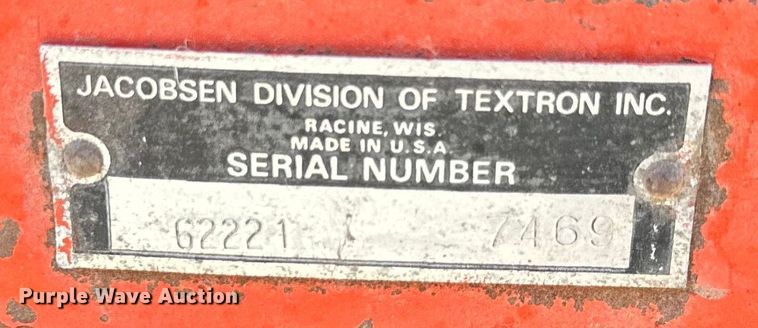 JACOBSEN DIVISION OF TEXTRON INC.
RACINE, WIS.
MADE IN U.S.A.
SERIAL NUMBER
62221 7469
Purple Wave Auction